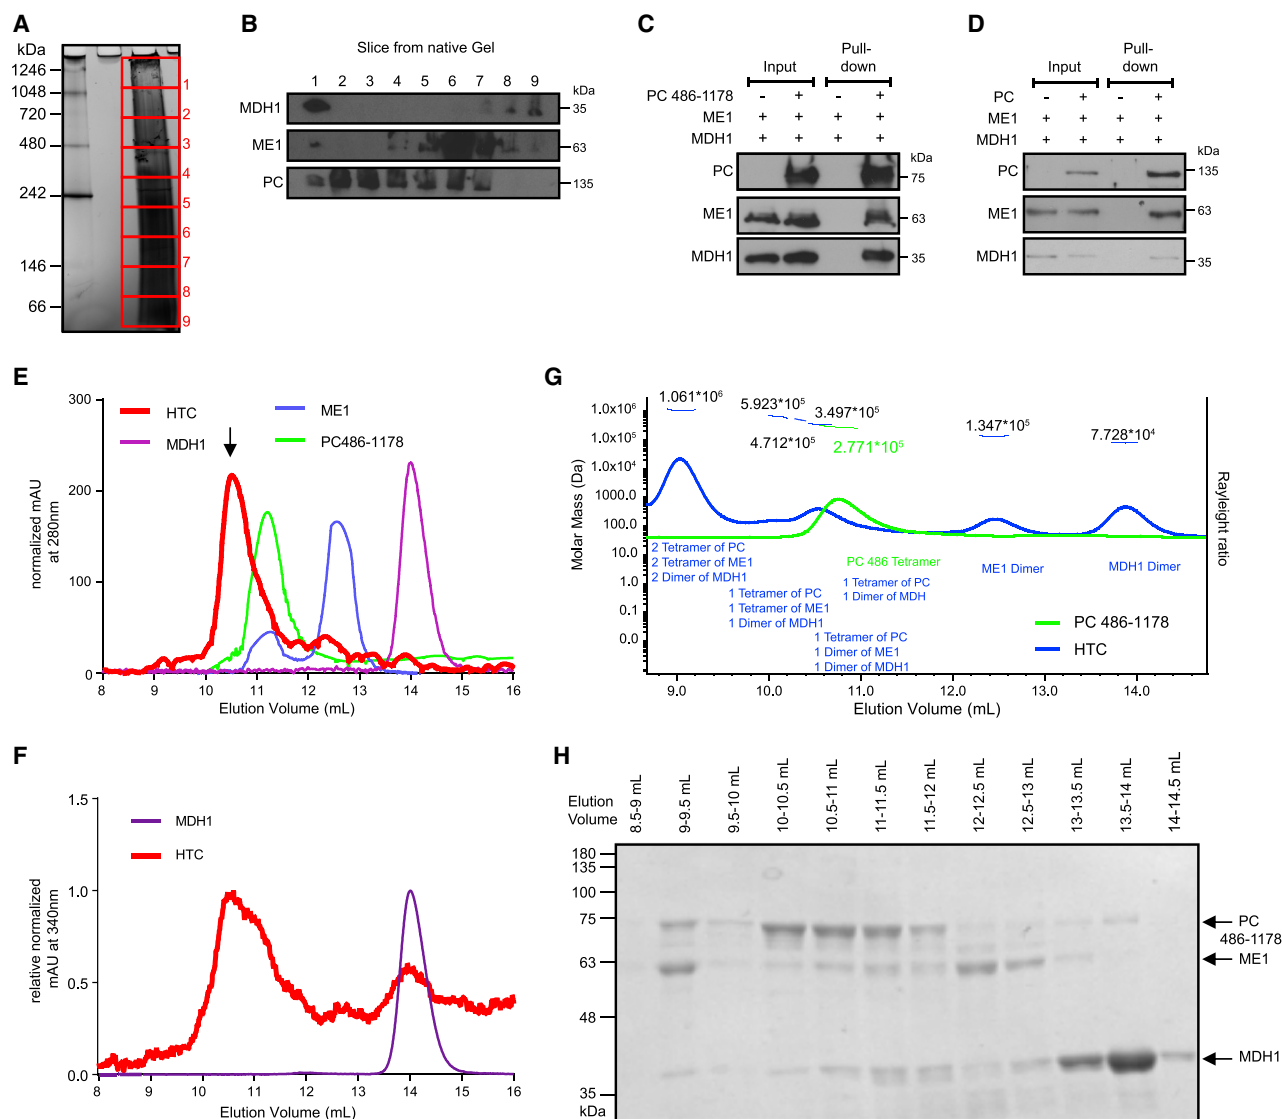 A
kDa
1246
1048
720
480
242
146
66
1
2
3
4
5
6
7
8
9
B
Slice from native Gel
1 2 3 4 5 6 7 8 9
kDa
MDH1 35
ME1 63
PC 135
C
Input Pull-down
PC 486-1178 - + - +
ME1 + + + +
MDH1 + + + +
kDa
PC 75
ME1 63
MDH1 35
D
Input Pull-down
PC - + - +
ME1 + + + +
MDH1 + + + +
kDa
PC 135
ME1 63
MDH1 35
E
normalized mAU
at 280nm
300
200
100
0
HTC
MDH1
ME1
PC486-1178
8 9 10 11 12 13 14 15 16
Elution Volume (mL)
F
relative normalized
mAU at 340nm
1.5
1.0
0.5
0.0
MDH1
HTC
8 9 10 11 12 13 14 15 16
Elution Volume (mL)
G
Molar Mass (Da)
1.0x10⁶
1.0x10⁵
1.0x10⁴
1000.0
100.0
10.0
1.0
0.1
0.0
Rayleight ratio
1.061*10⁶
5.923*10⁵
4.712*10⁵
3.497*10⁵
2.771*10⁵
1.347*10⁵
7.728*10⁴
2 Tetramer of PC
2 Tetramer of ME1
2 Dimer of MDH1
1 Tetramer of PC
1 Tetramer of ME1
1 Dimer of MDH1
PC 486 Tetramer
1 Tetramer of PC
1 Dimer of MDH
1 Tetramer of PC
1 Dimer of ME1
1 Dimer of MDH1
ME1 Dimer
MDH1 Dimer
PC 486-1178
HTC
9.0 10.0 11.0 12.0 13.0 14.0
Elution Volume (mL)
H
Elution
Volume
8.5-9 mL
9-9.5 mL
9.5-10 mL
10-10.5 mL
10.5-11 mL
11-11.5 mL
11.5-12 mL
12-12.5 mL
12.5-13 mL
13-13.5 mL
13.5-14 mL
14-14.5 mL
180
135
100
75
63
48
35
kDa
PC
486-1178
ME1
MDH1